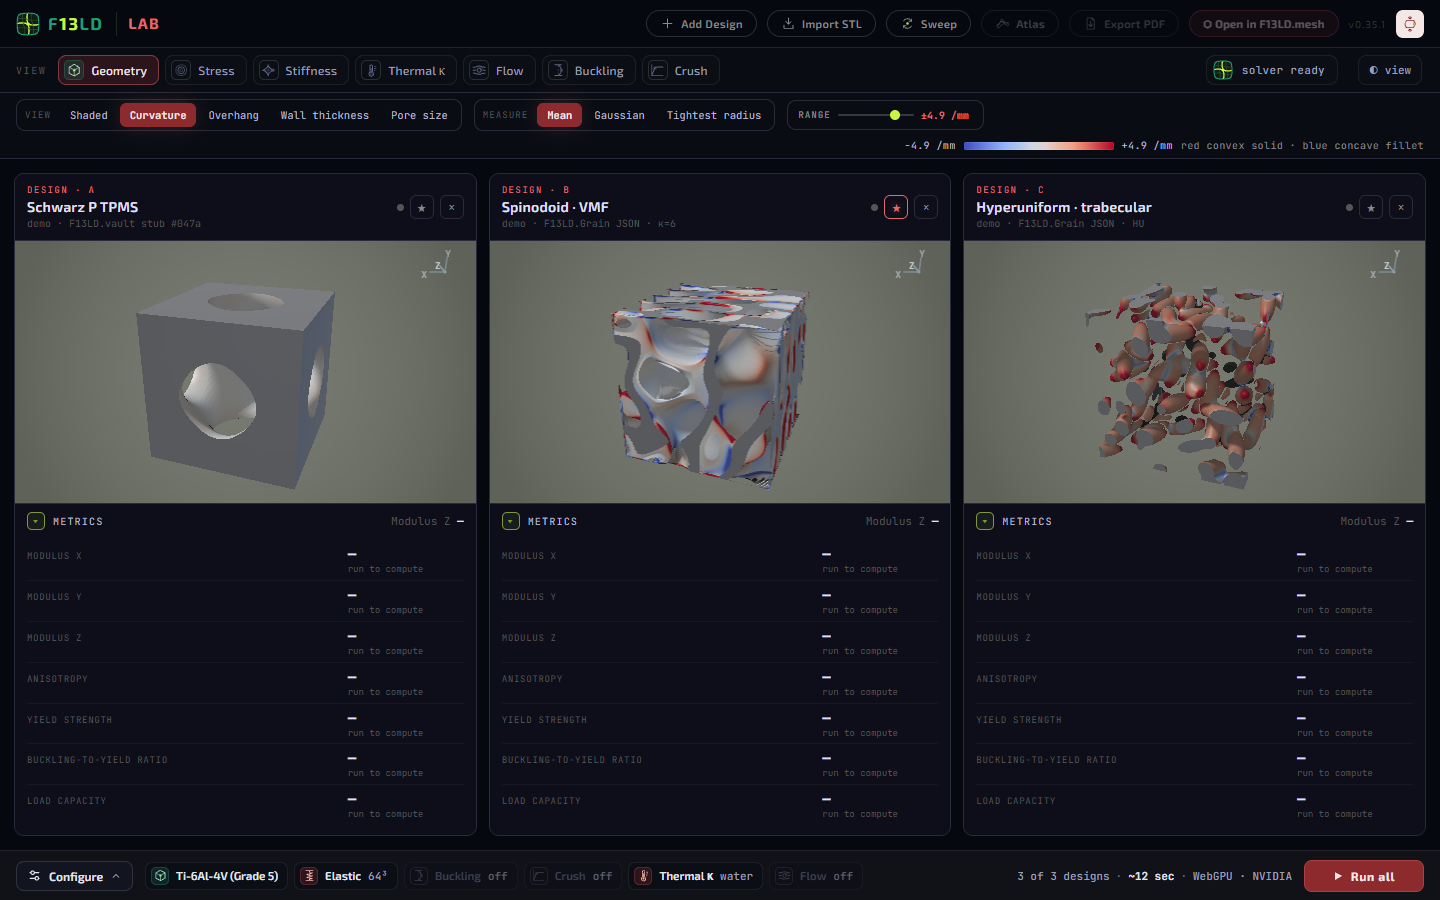 F13LD LAB
Add Design
Import STL
Sweep
Atlas
Export PDF
Open in F13LD.mesh
v0.35.1
VIEW
Geometry
Stress
Stiffness
Thermal κ
Flow
Buckling
Crush
solver ready
view
VIEW
Shaded
Curvature
Overhang
Wall thickness
Pore size
MEASURE
Mean
Gaussian
Tightest radius
RANGE
±4.9 /mm
-4.9 /mm
+4.9 /mm
red convex solid · blue concave fillet
DESIGN · A
Schwarz P TPMS
demo · F13LD.vault stub #047a
X Z Y
METRICS
Modulus Z —
MODULUS X
—
run to compute
MODULUS Y
—
run to compute
MODULUS Z
—
run to compute
ANISOTROPY
—
run to compute
YIELD STRENGTH
—
run to compute
BUCKLING-TO-YIELD RATIO
—
run to compute
LOAD CAPACITY
—
run to compute
DESIGN · B
Spinodoid · VMF
demo · F13LD.Grain JSON · κ=6
X Z Y
METRICS
Modulus Z —
MODULUS X
—
run to compute
MODULUS Y
—
run to compute
MODULUS Z
—
run to compute
ANISOTROPY
—
run to compute
YIELD STRENGTH
—
run to compute
BUCKLING-TO-YIELD RATIO
—
run to compute
LOAD CAPACITY
—
run to compute
DESIGN · C
Hyperuniform · trabecular
demo · F13LD.Grain JSON · HU
X Z Y
METRICS
Modulus Z —
MODULUS X
—
run to compute
MODULUS Y
—
run to compute
MODULUS Z
—
run to compute
ANISOTROPY
—
run to compute
YIELD STRENGTH
—
run to compute
BUCKLING-TO-YIELD RATIO
—
run to compute
LOAD CAPACITY
—
run to compute
Configure
Ti-6Al-4V (Grade 5)
Elastic 64³
Buckling off
Crush off
Thermal κ water
Flow off
3 of 3 designs · ~12 sec · WebGPU · NVIDIA
Run all